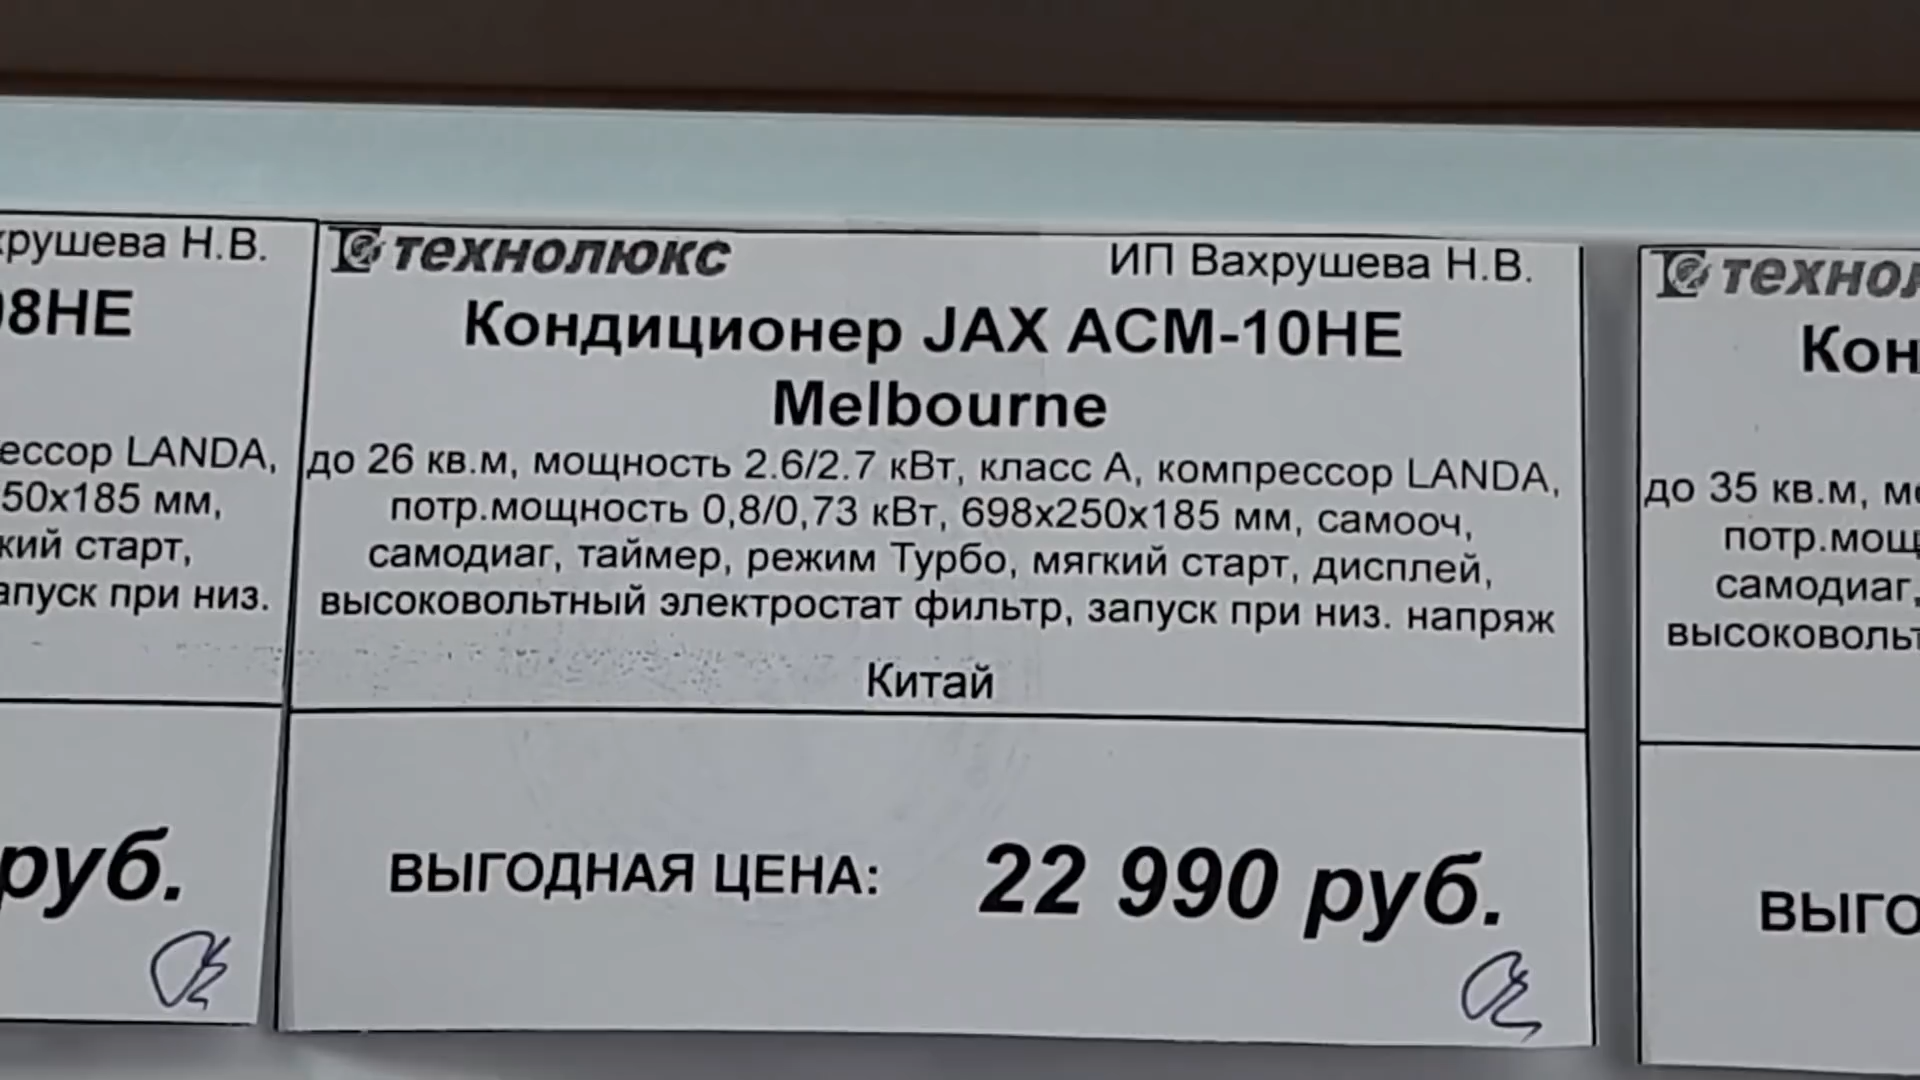 хрушева Н.В.
8HE
ессор LANDA,
50x185 мм,
кий старт,
апуск при низ.
руб.
технолюкс
ИП Вахрушева Н.В.
Кондиционер JAX ACM-10HE
Melbourne
до 26 кв.м, мощность 2.6/2.7 кВт, класс А, компрессор LANDA,
потр.мощность 0,8/0,73 кВт, 698x250x185 мм, самооч,
самодиаг, таймер, режим Турбо, мягкий старт, дисплей,
высоковольтный электростат фильтр, запуск при низ. напряж
Китай
ВЫГОДНАЯ ЦЕНА: 22 990 руб.
техно
Кон
до 35 кв.м, м
потр.мощ
самодиаг,
высоковольт
ВЫГО